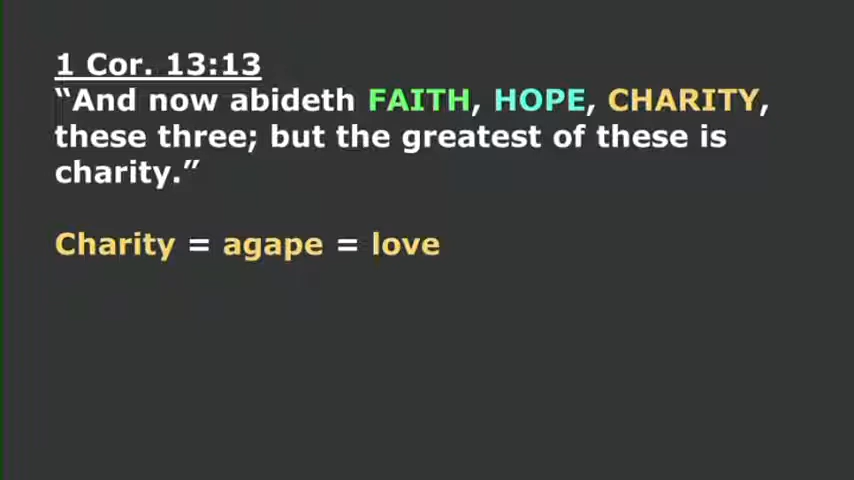 1 Cor. 13:13
“And now abideth FAITH, HOPE, CHARITY,
these three; but the greatest of these is
charity.”
Charity = agape = love